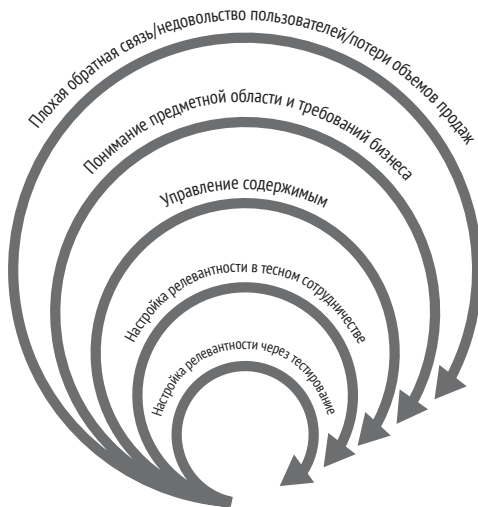 Плохая обратная связь/недовольство пользователей/потери объемов продаж
Понимание предметной области и требований бизнеса
Управление содержимым
Настройка релевантности в тесном сотрудничестве
Настройка релевантности через тестирование